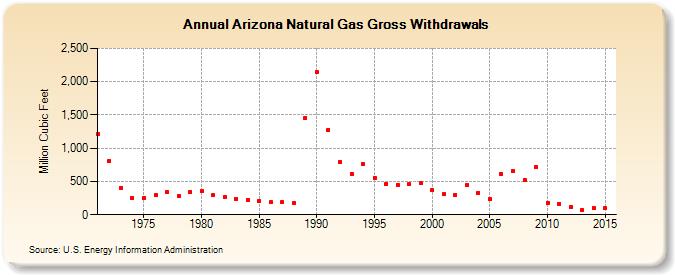 Annual Arizona Natural Gas Gross Withdrawals
Million Cubic Feet
2,500
2,000
1,500
1,000
500
0
1975 1980 1985 1990 1995 2000 2005 2010 2015
Source: U.S. Energy Information Administration